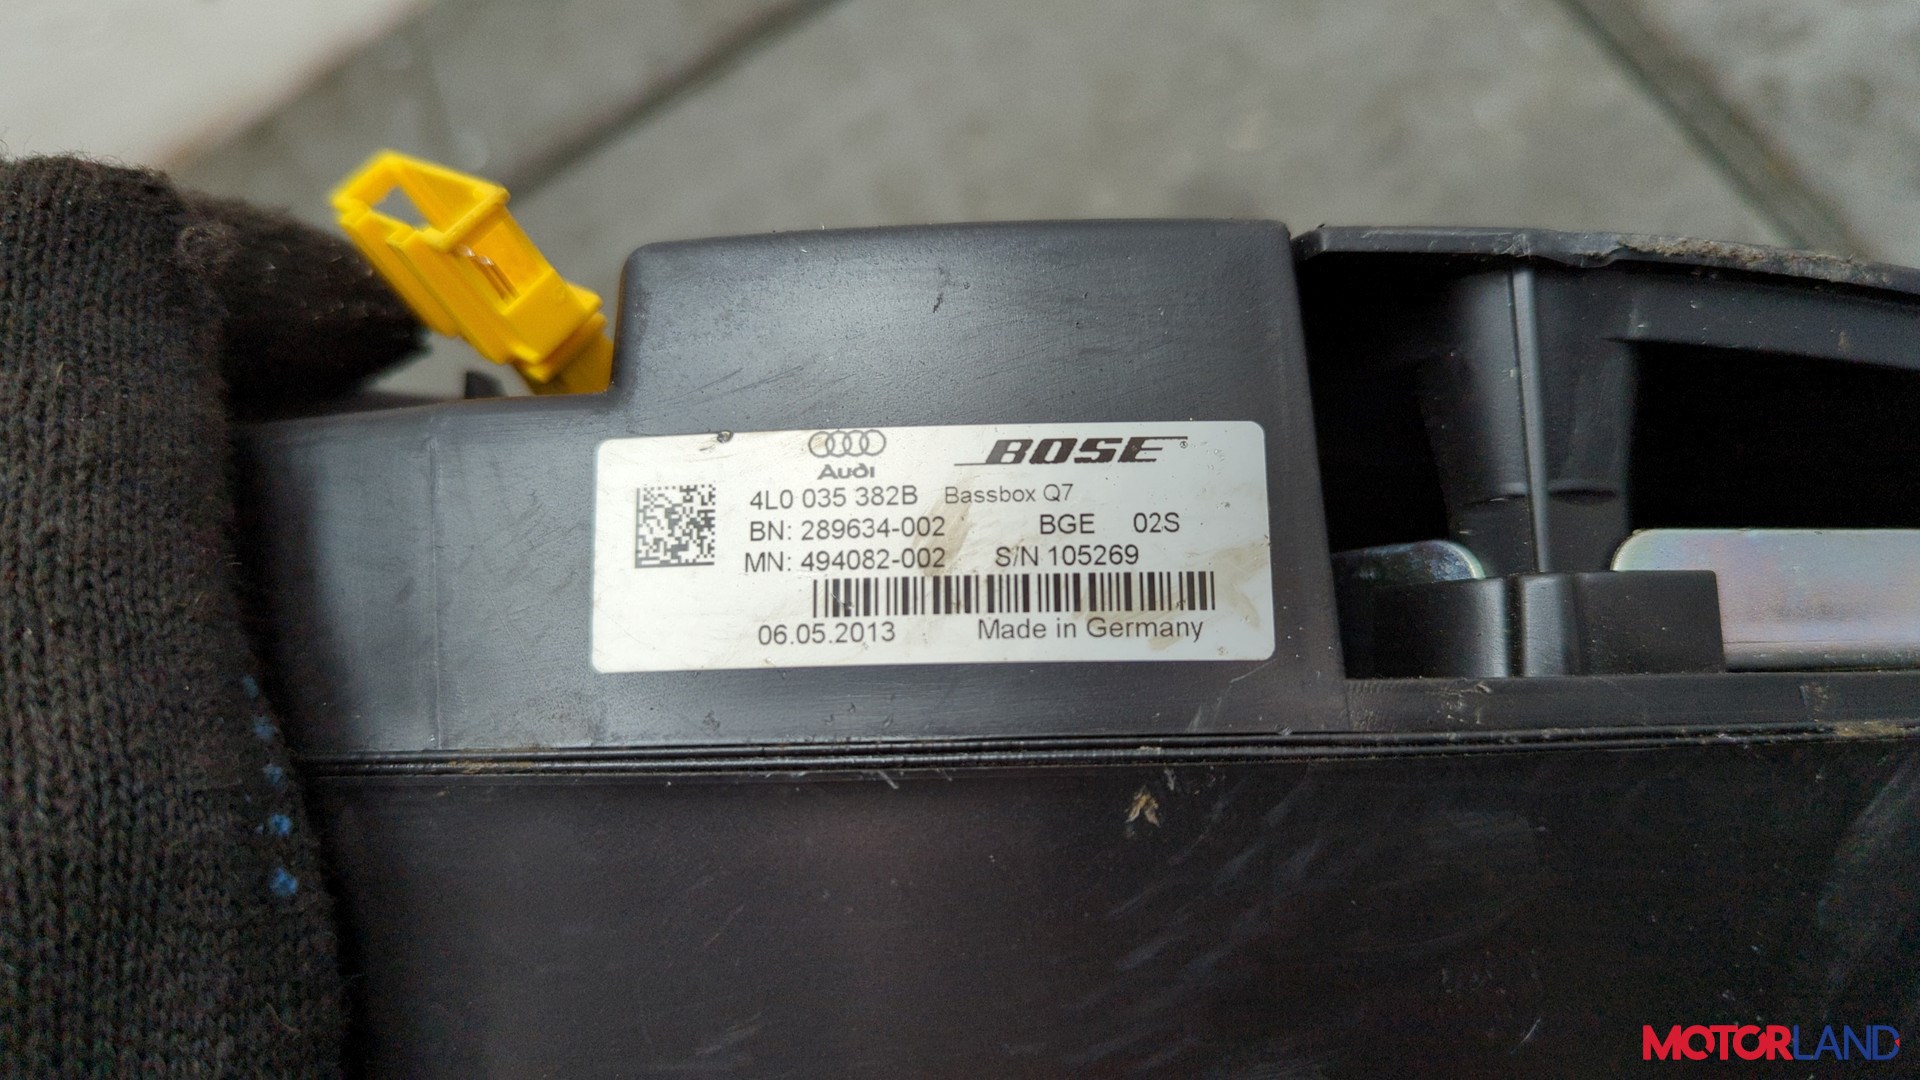 Audi
BOSE
4L0 035 382B Bassbox Q7
BN: 289634-002 BGE 02S
MN: 494082-002 S/N 105269
06.05.2013 Made in Germany
MOTORLAND